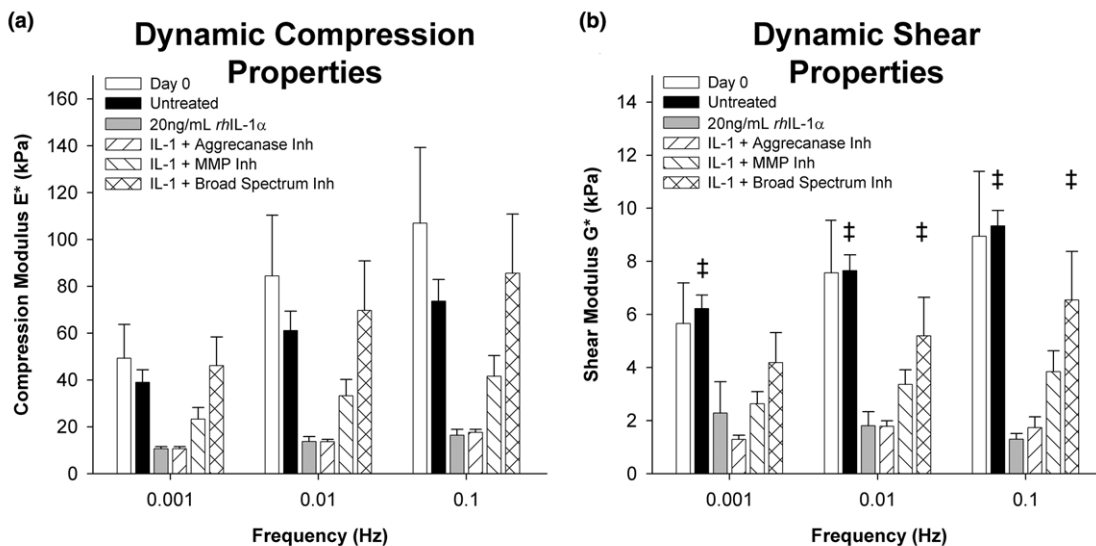 (a)
Dynamic Compression
Properties
Compression Modulus E* (kPa)
160
140
120
100
80
60
40
20
0
Day 0
Untreated
20ng/mL rhIL-1α
IL-1 + Aggrecanase Inh
IL-1 + MMP Inh
IL-1 + Broad Spectrum Inh
0.001
0.01
0.1
Frequency (Hz)
(b)
Dynamic Shear
Properties
Shear Modulus G* (kPa)
14
12
10
8
6
4
2
0
Day 0
Untreated
20ng/mL rhIL-1α
IL-1 + Aggrecanase Inh
IL-1 + MMP Inh
IL-1 + Broad Spectrum Inh
‡
‡
‡
‡
‡
0.001
0.01
0.1
Frequency (Hz)